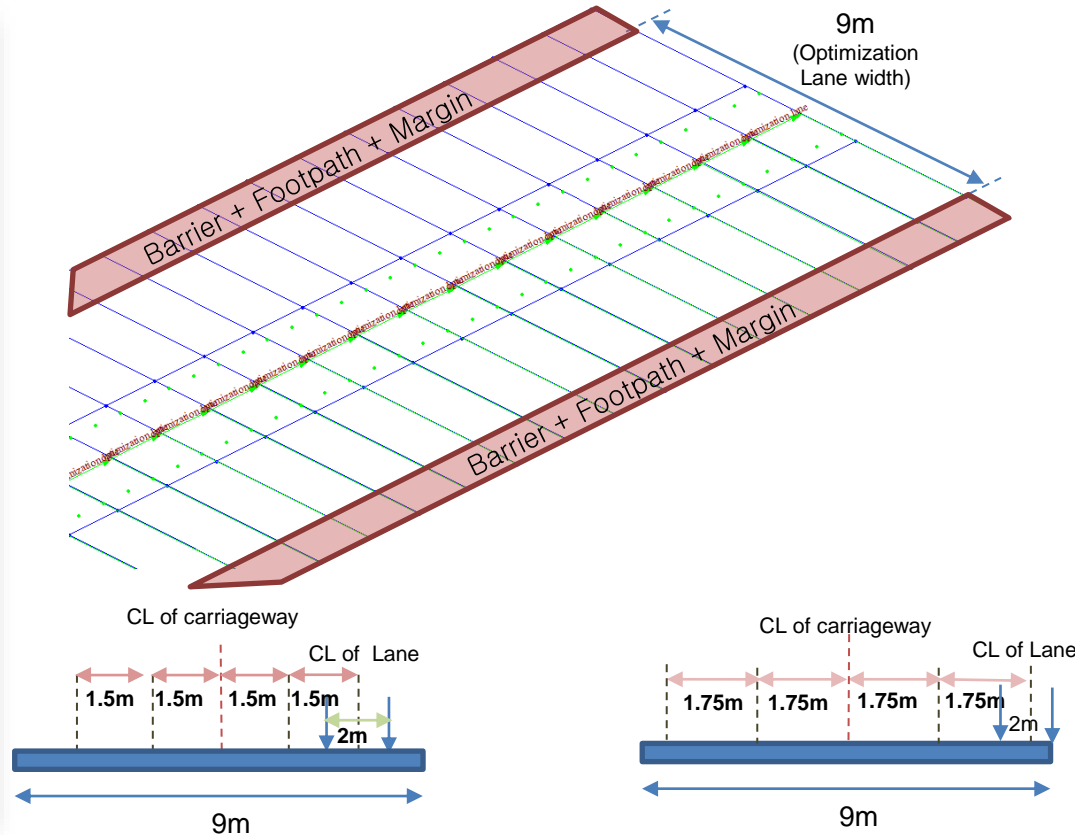 9m
(Optimization
Lane width)
Barrier + Footpath + Margin
optimization lane
Barrier + Footpath + Margin
CL of carriageway
CL of Lane
1.5m
1.5m
1.5m
1.5m
2m
9m
CL of carriageway
CL of Lane
1.75m
1.75m
1.75m
1.75m
2m
9m